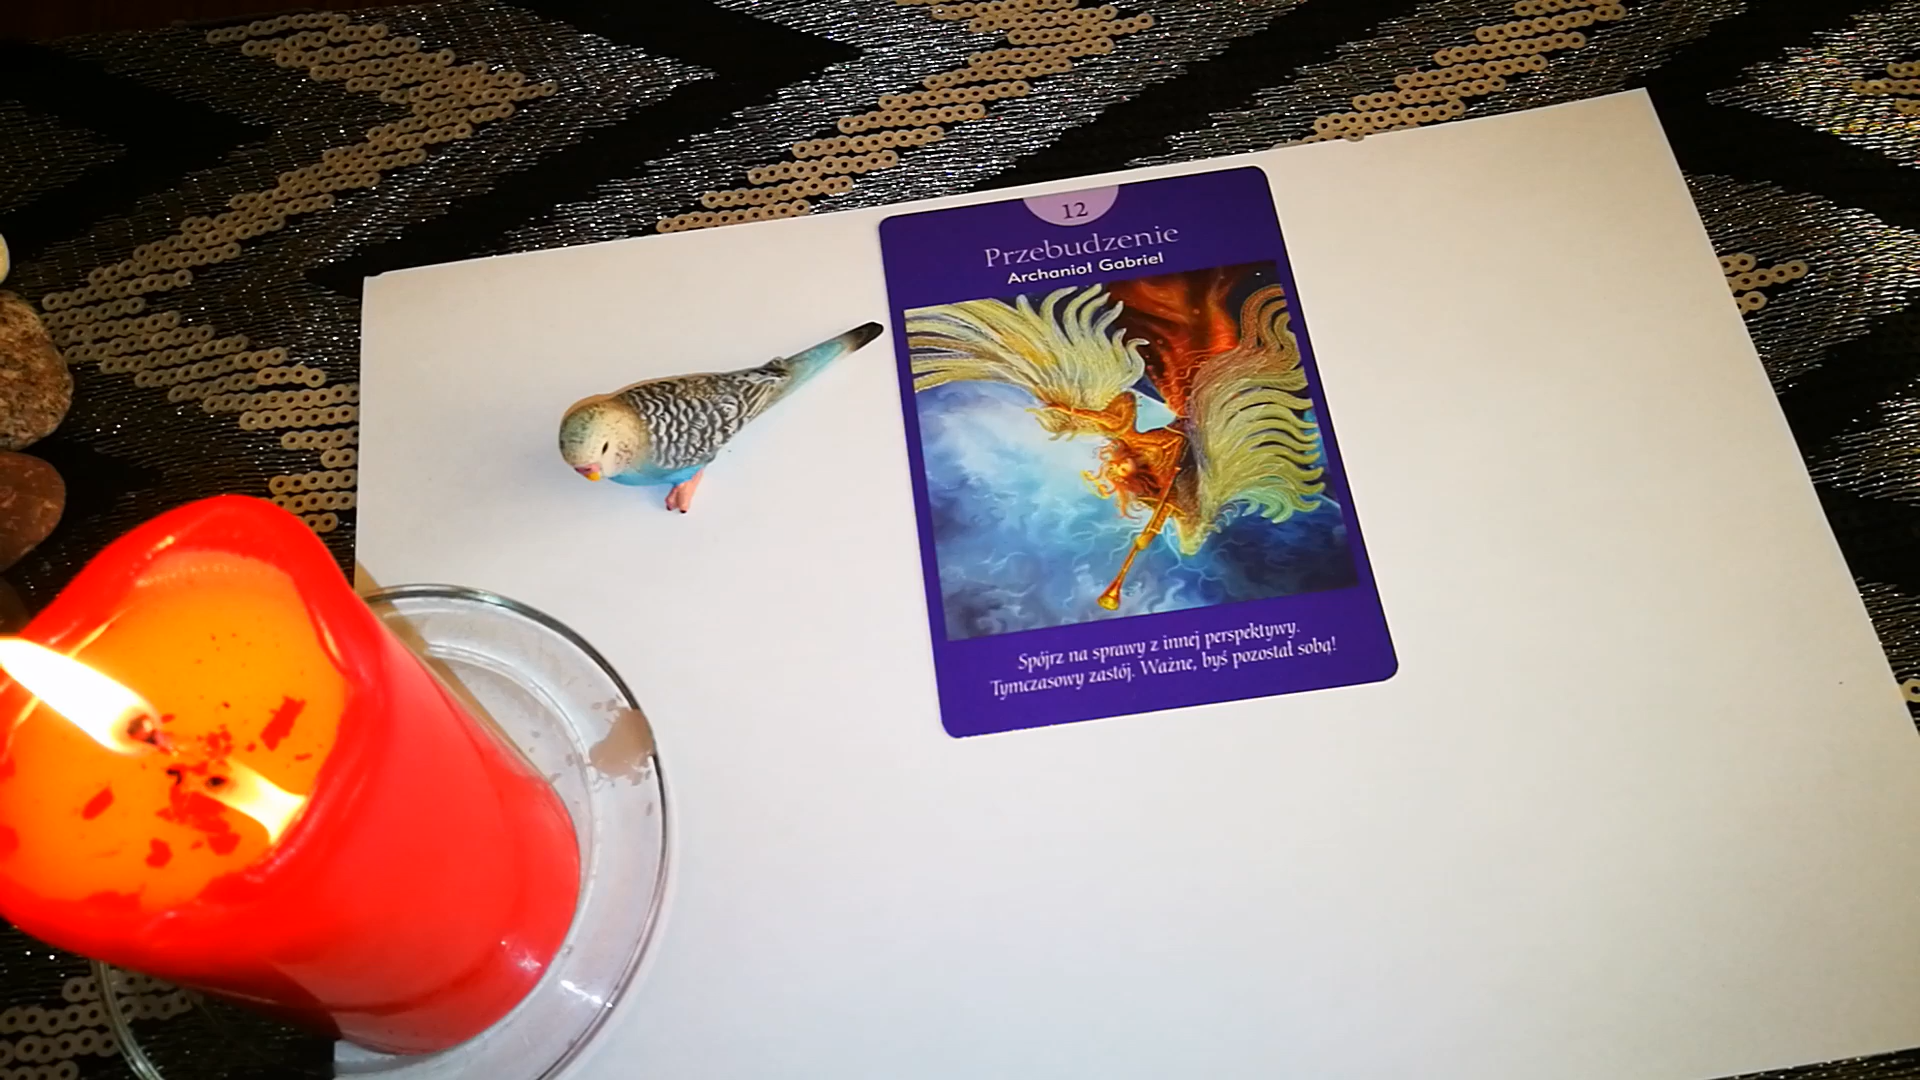 12
Przebudzenie
Archanioł Gabriel
Spójrz na sprawy z innej perspektywy.
Tymczasowy zastój. Ważne, byś pozostał sobą!